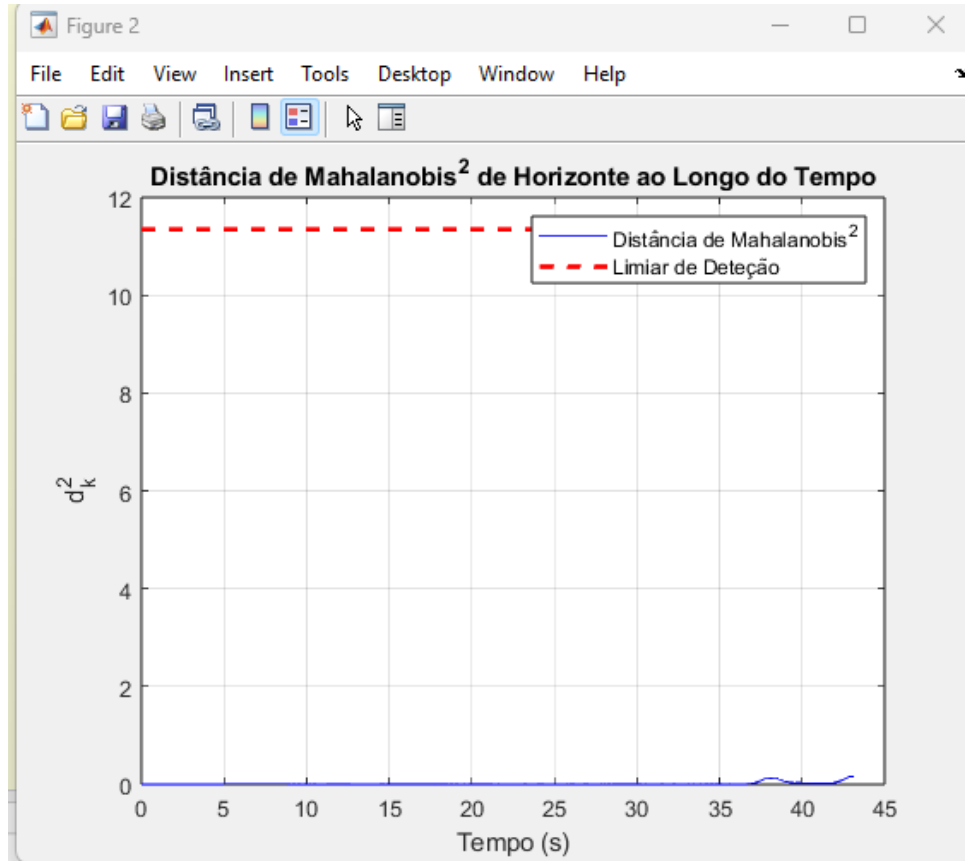 Figure 2
File Edit View Insert Tools Desktop Window Help
Distância de Mahalanobis² de Horizonte ao Longo do Tempo
Distância de Mahalanobis²
Limiar de Deteção
12
10
8
6
4
2
0
d²ₖ
0 5 10 15 20 25 30 35 40 45
Tempo (s)